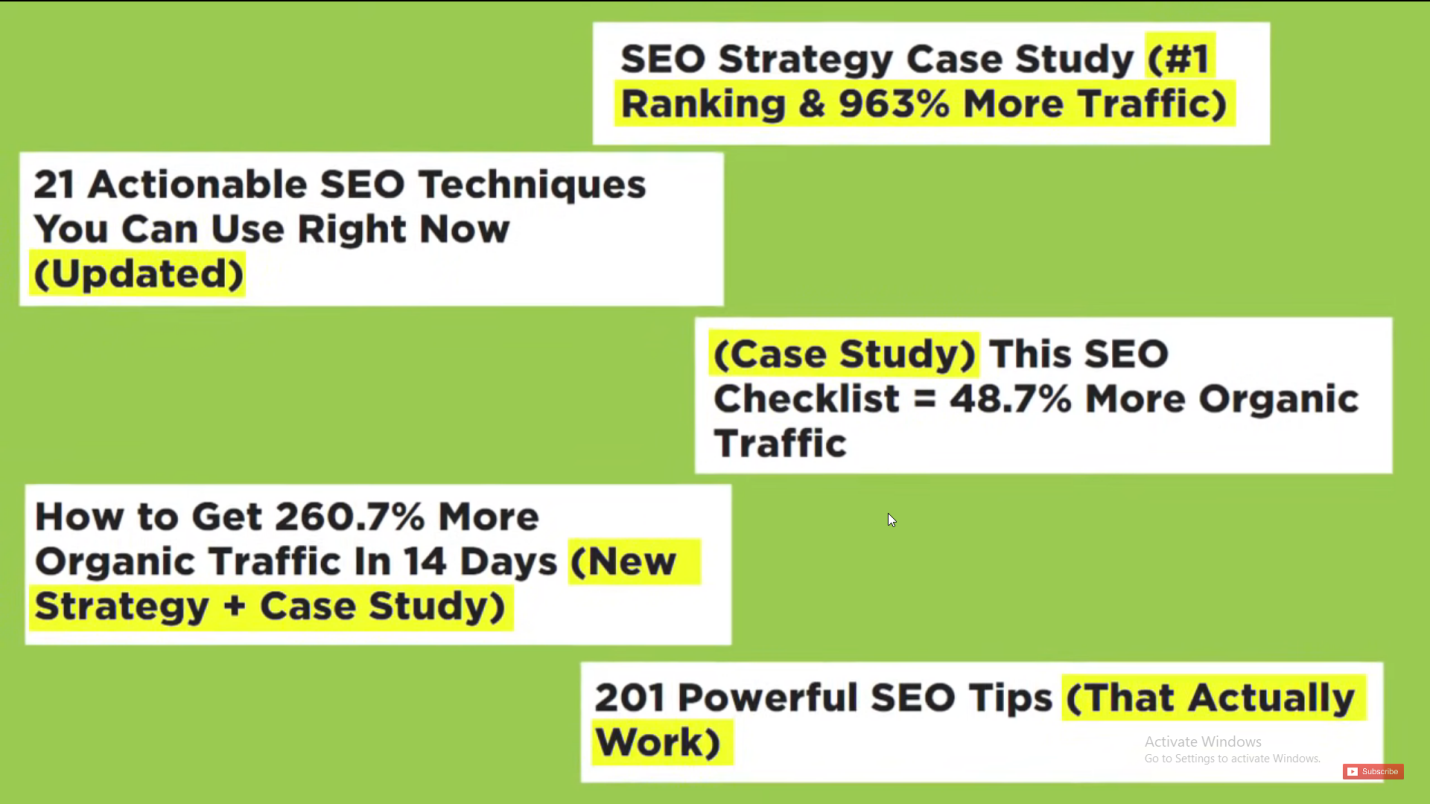 SEO Strategy Case Study (#1
Ranking & 963% More Traffic)
21 Actionable SEO Techniques
You Can Use Right Now
(Updated)
(Case Study) This SEO
Checklist = 48.7% More Organic
Traffic
How to Get 260.7% More
Organic Traffic In 14 Days (New
Strategy + Case Study)
201 Powerful SEO Tips (That Actually
Work)
Activate Windows
Go to Settings to activate Windows.
Subscribe